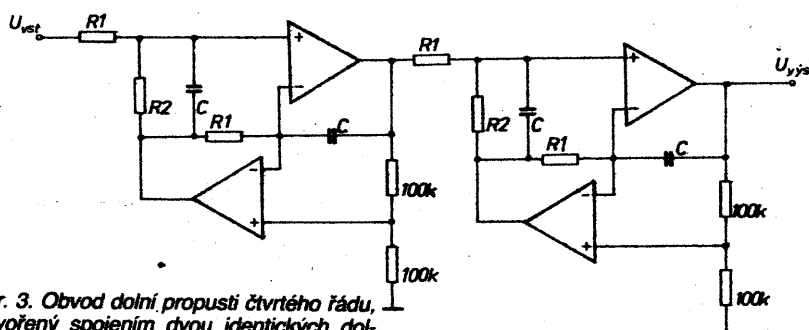 U_vst
R1
+
−
R2
C
R1
C
−
+
100k
100k
R1
+
−
R2
C
R1
C
−
+
100k
100k
U_výs
r. 3. Obvod dolní propusti čtvrtého řádu,
vořený spojením dvou identických dol-